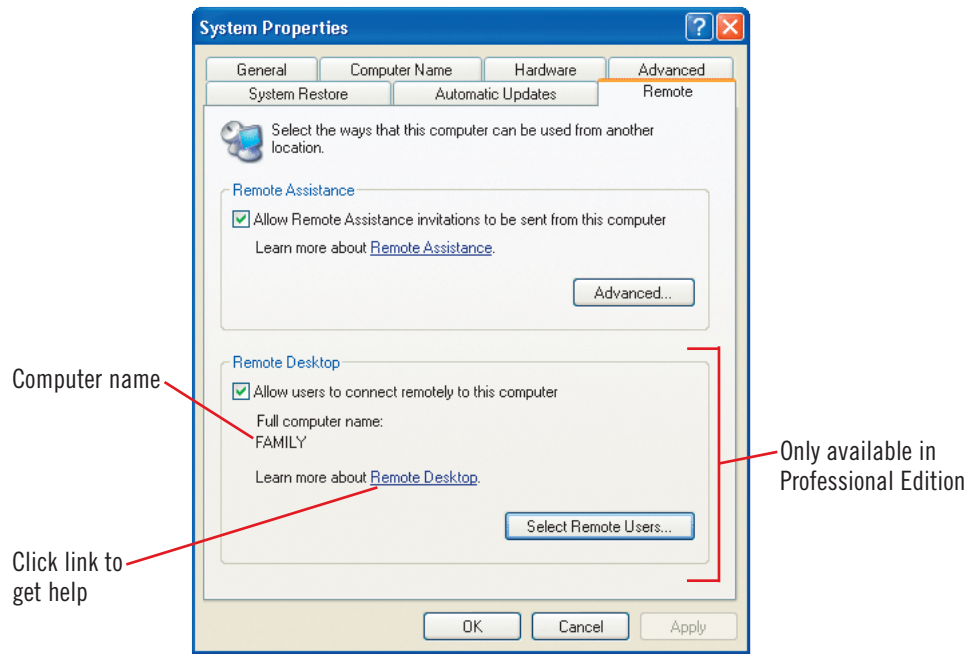 System Properties
General Computer Name Hardware Advanced
System Restore Automatic Updates Remote
Select the ways that this computer can be used from another
location.
Remote Assistance
Allow Remote Assistance invitations to be sent from this computer
Learn more about Remote Assistance.
Advanced...
Remote Desktop
Computer name
Allow users to connect remotely to this computer
Full computer name:
FAMILY
Only available in
Professional Edition
Learn more about Remote Desktop.
Select Remote Users...
Click link to
get help
OK Cancel Apply